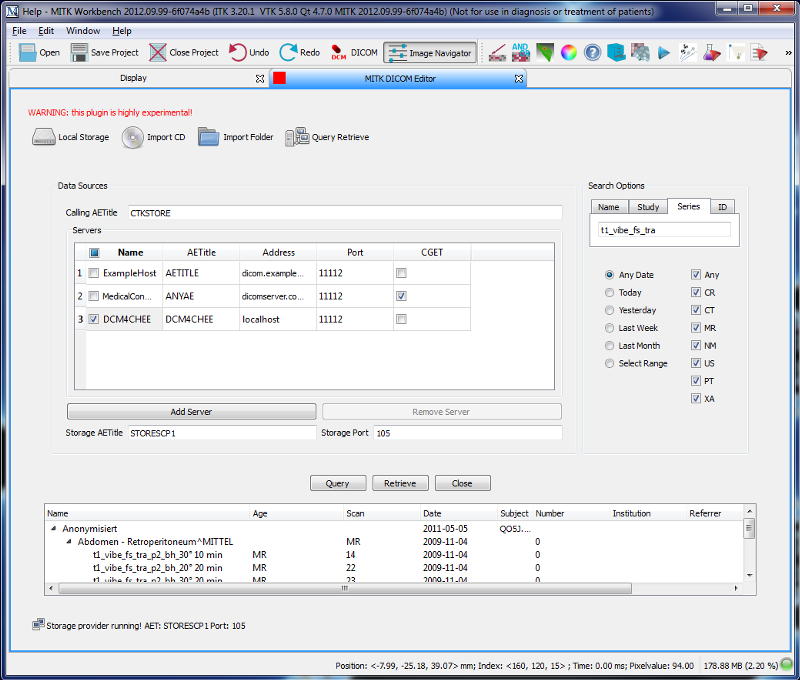 Help - MITK Workbench 2012.09.99-6f074a4b (ITK 3.20.1 VTK 5.8.0 Qt 4.7.0 MITK 2012.09.99-6f074a4b) (Not for use in diagnosis or treatment of patients)
File Edit Window Help
Open Save Project Close Project Undo Redo DCM DICOM Image Navigator AND »
Display MITK DICOM Editor
WARNING: this plugin is highly experimental!
Local Storage Import CD Import Folder Query Retrieve
Data Sources
Calling AETitle CTKSTORE
Servers
Name AETitle Address Port CGET
1 ExampleHost AETITLE dicom.example... 11112
2 MedicalCon... ANYAE dicomserver.co... 11112
3 DCM4CHEE DCM4CHEE localhost 11112
Add Server Remove Server
Storage AETitle STORESCP1 Storage Port 105
Search Options
Name Study Series ID
t1_vibe_fs_tra
Any Date Any
Today CR
Yesterday CT
Last Week MR
Last Month NM
Select Range US
PT
XA
Query Retrieve Close
Name Age Scan Date Subject Number Institution Referrer
Anonymisiert 2011-05-05 QO5J....
Abdomen - Retroperitoneum^MITTEL MR 2009-11-04 0
t1_vibe_fs_tra_p2_bh_30° 10 min MR 14 2009-11-04 0
t1_vibe_fs_tra_p2_bh_20° 20 min MR 22 2009-11-04 0
t1_vibe_fs_tra_p2_bh_30° 20 min MR 23 2009-11-04 0
Storage provider running! AET: STORESCP1 Port: 105
Position: <-7.99, -25.18, 39.07> mm; Index: <160, 120, 15> ; Time: 0.00 ms; Pixelvalue: 94.00 178.88 MB (2.20 %)